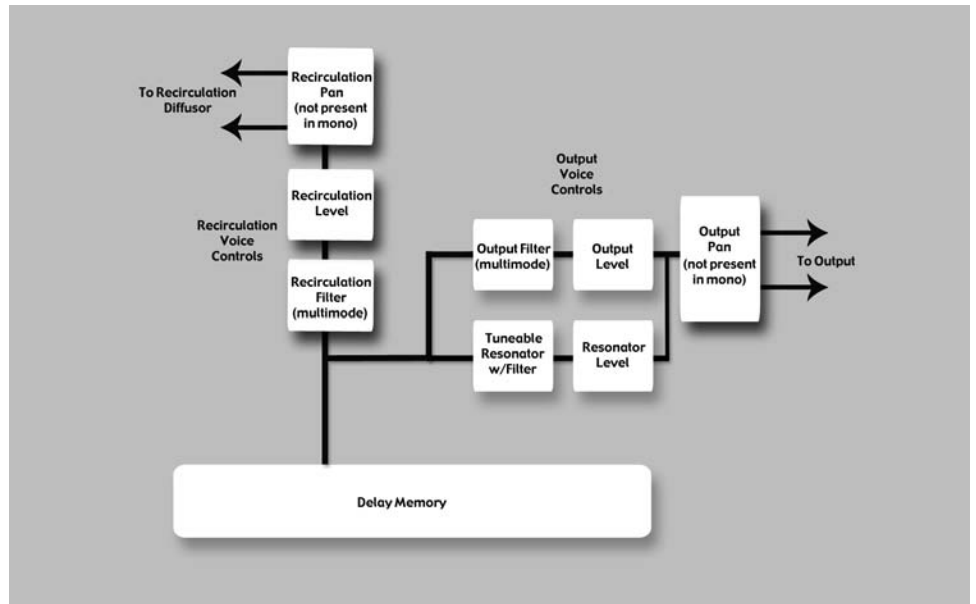 To Recirculation
Diffusor
Recirculation
Pan
(not present
in mono)
Recirculation
Level
Recirculation
Voice
Controls
Recirculation
Filter
(multimode)
Output
Voice
Controls
Output Filter
(multimode)
Output
Level
Output
Pan
(not present
in mono)
To Output
Tuneable
Resonator
w/Filter
Resonator
Level
Delay Memory